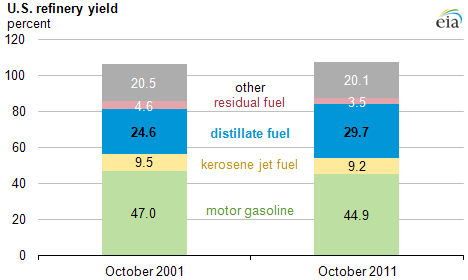 U.S. refinery yield
percent
eia
120
100
80
60
40
20
0
20.5
4.6
24.6
9.5
47.0
other
residual fuel
distillate fuel
kerosene jet fuel
motor gasoline
20.1
3.5
29.7
9.2
44.9
October 2001
October 2011